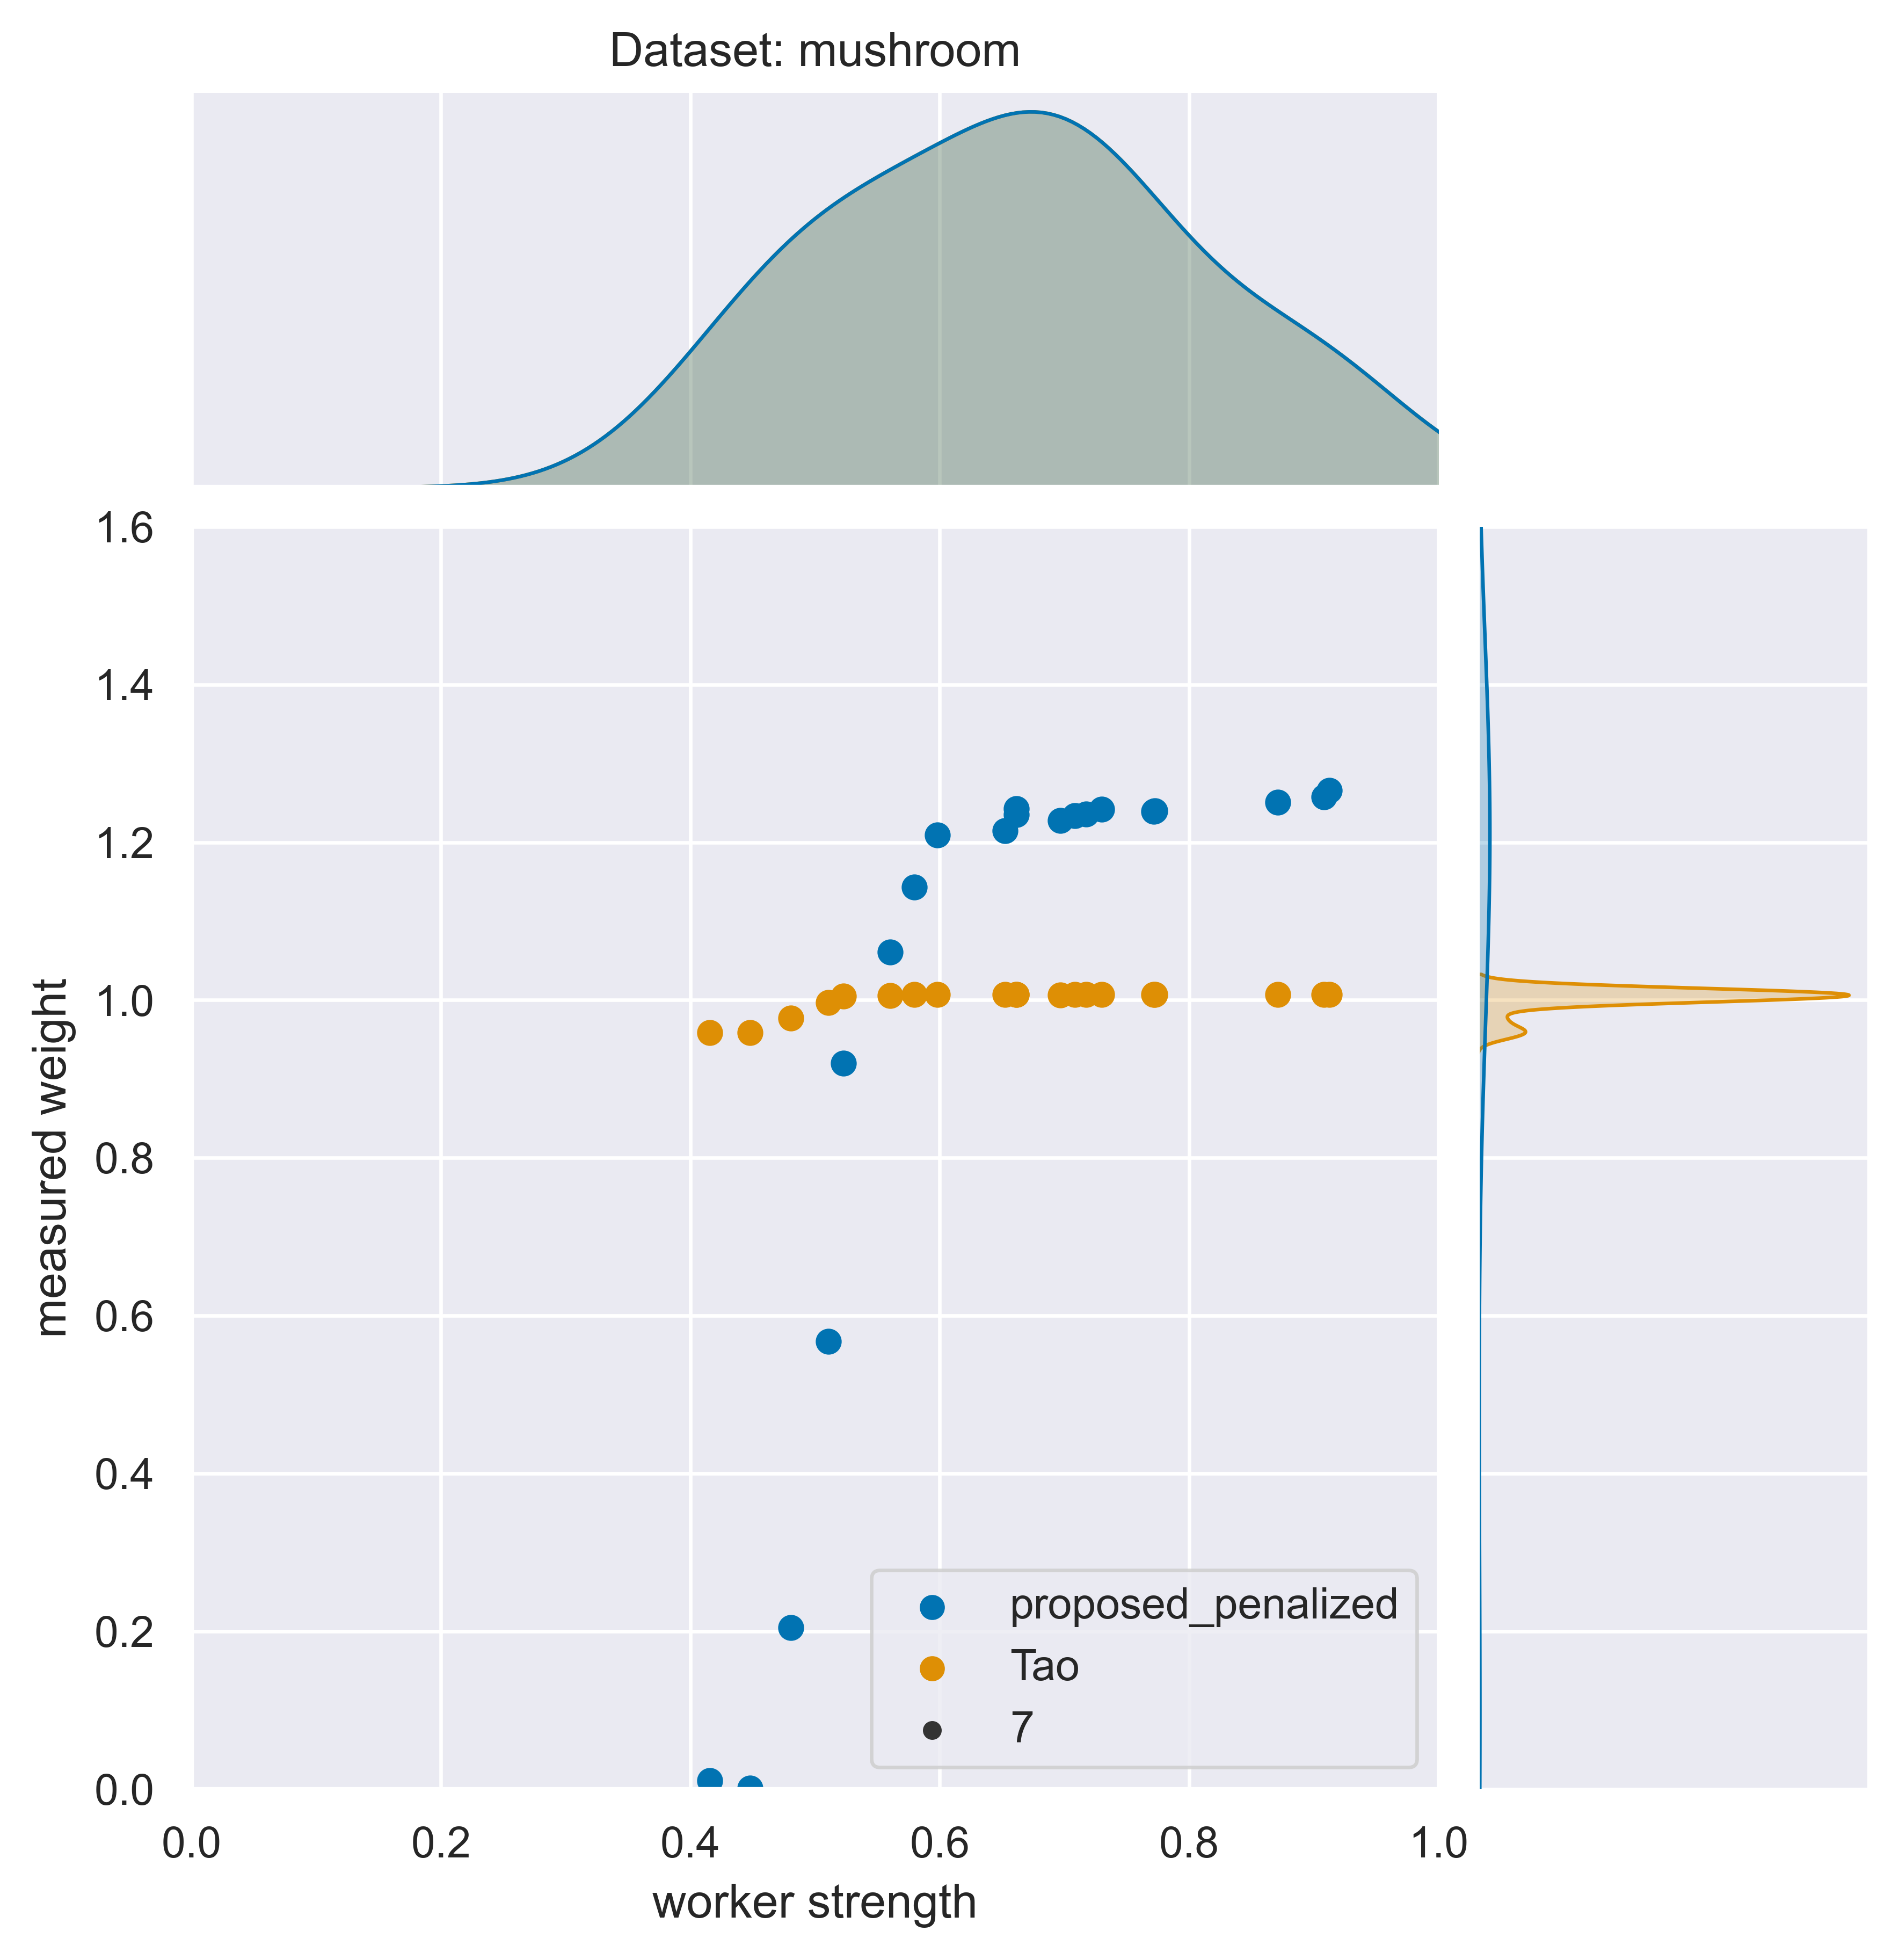 Dataset: mushroom
1.6
1.4
1.2
1.0
0.8
0.6
0.4
0.2
0.0
measured weight
proposed_penalized
Tao
7
0.0 0.2 0.4 0.6 0.8 1.0
worker strength